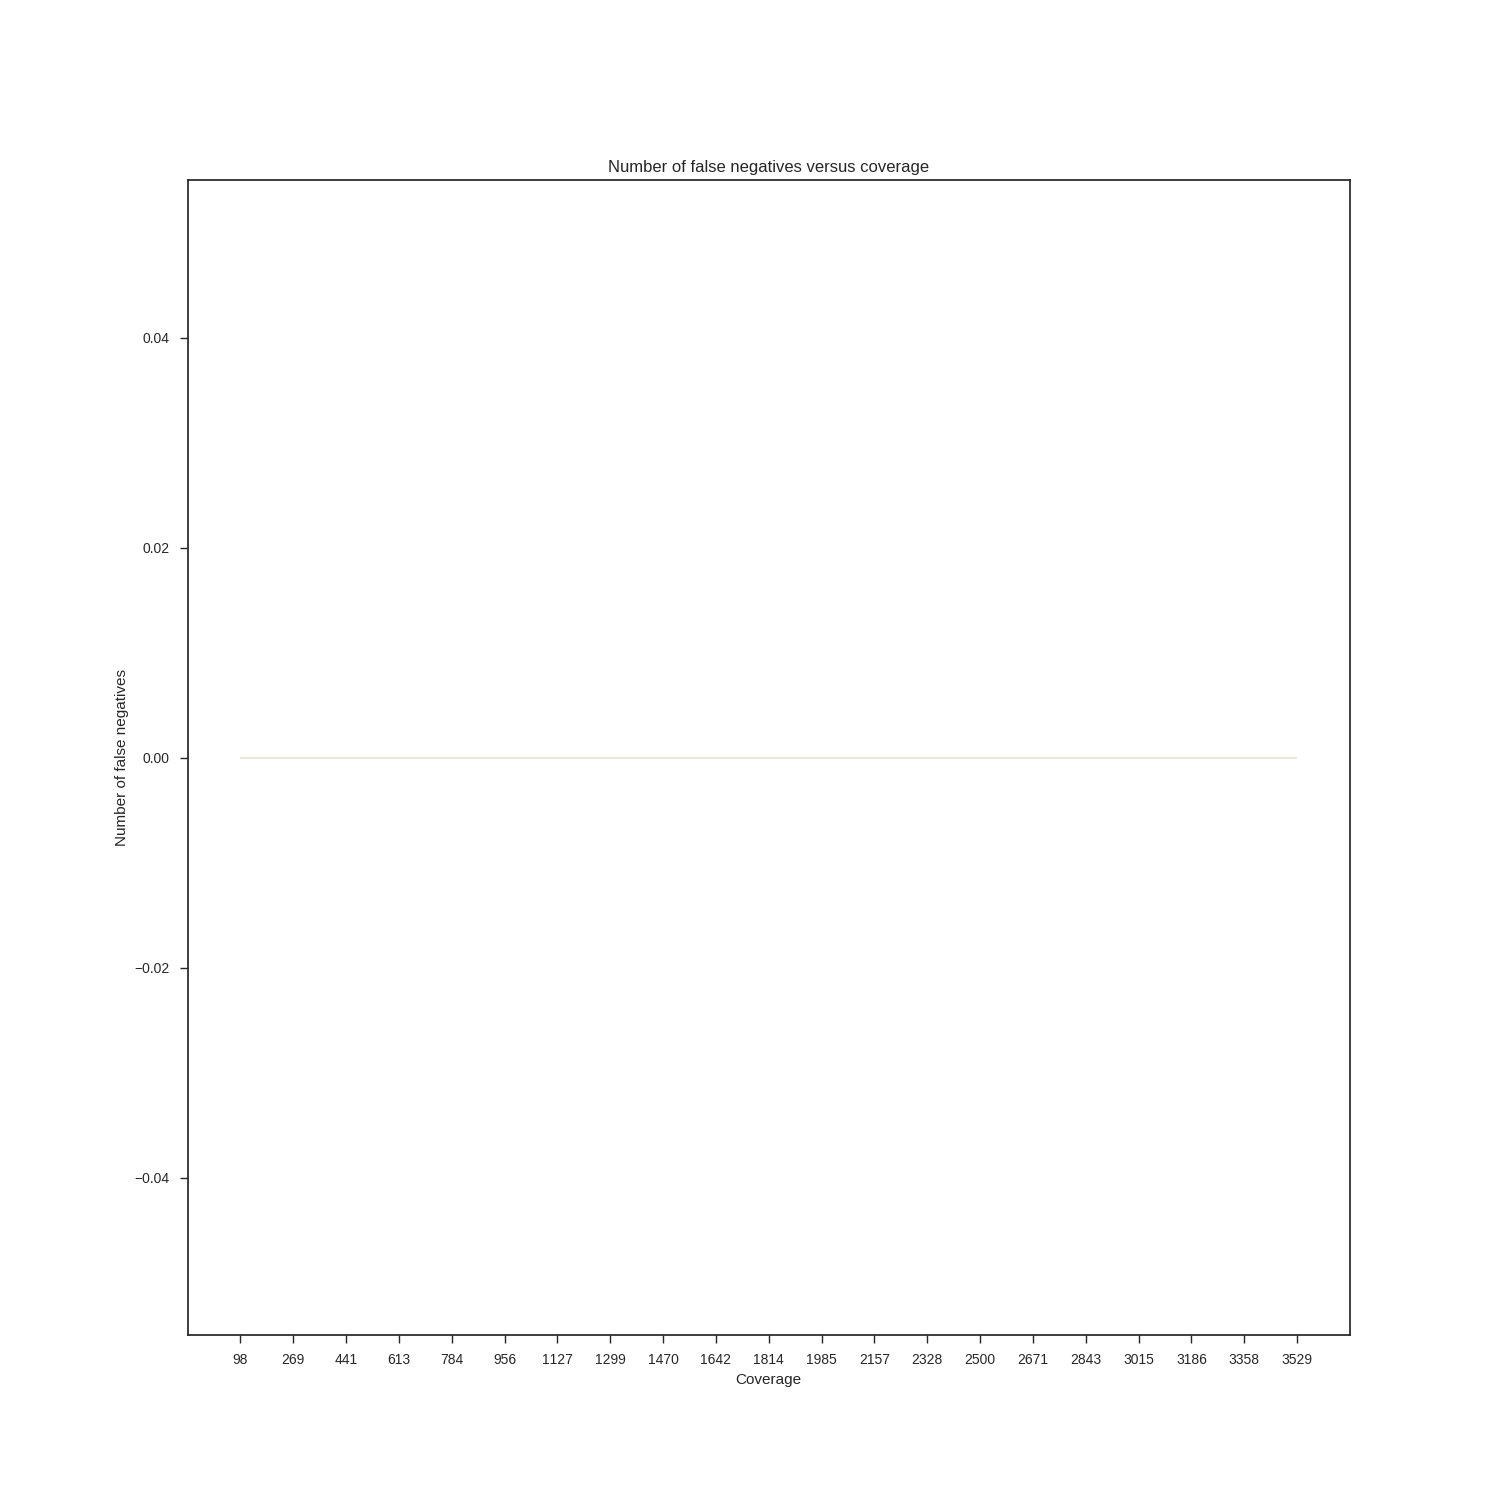 Number of false negatives versus coverage
0.04
0.02
0.00
−0.02
−0.04
Number of false negatives
98 269 441 613 784 956 1127 1299 1470 1642 1814 1985 2157 2328 2500 2671 2843 3015 3186 3358 3529
Coverage